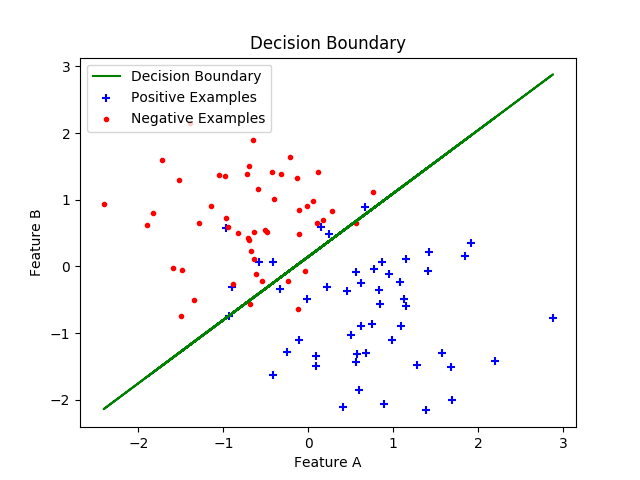 Decision Boundary
Decision Boundary
Positive Examples
Negative Examples
3
2
1
0
−1
−2
Feature B
−2 −1 0 1 2 3
Feature A